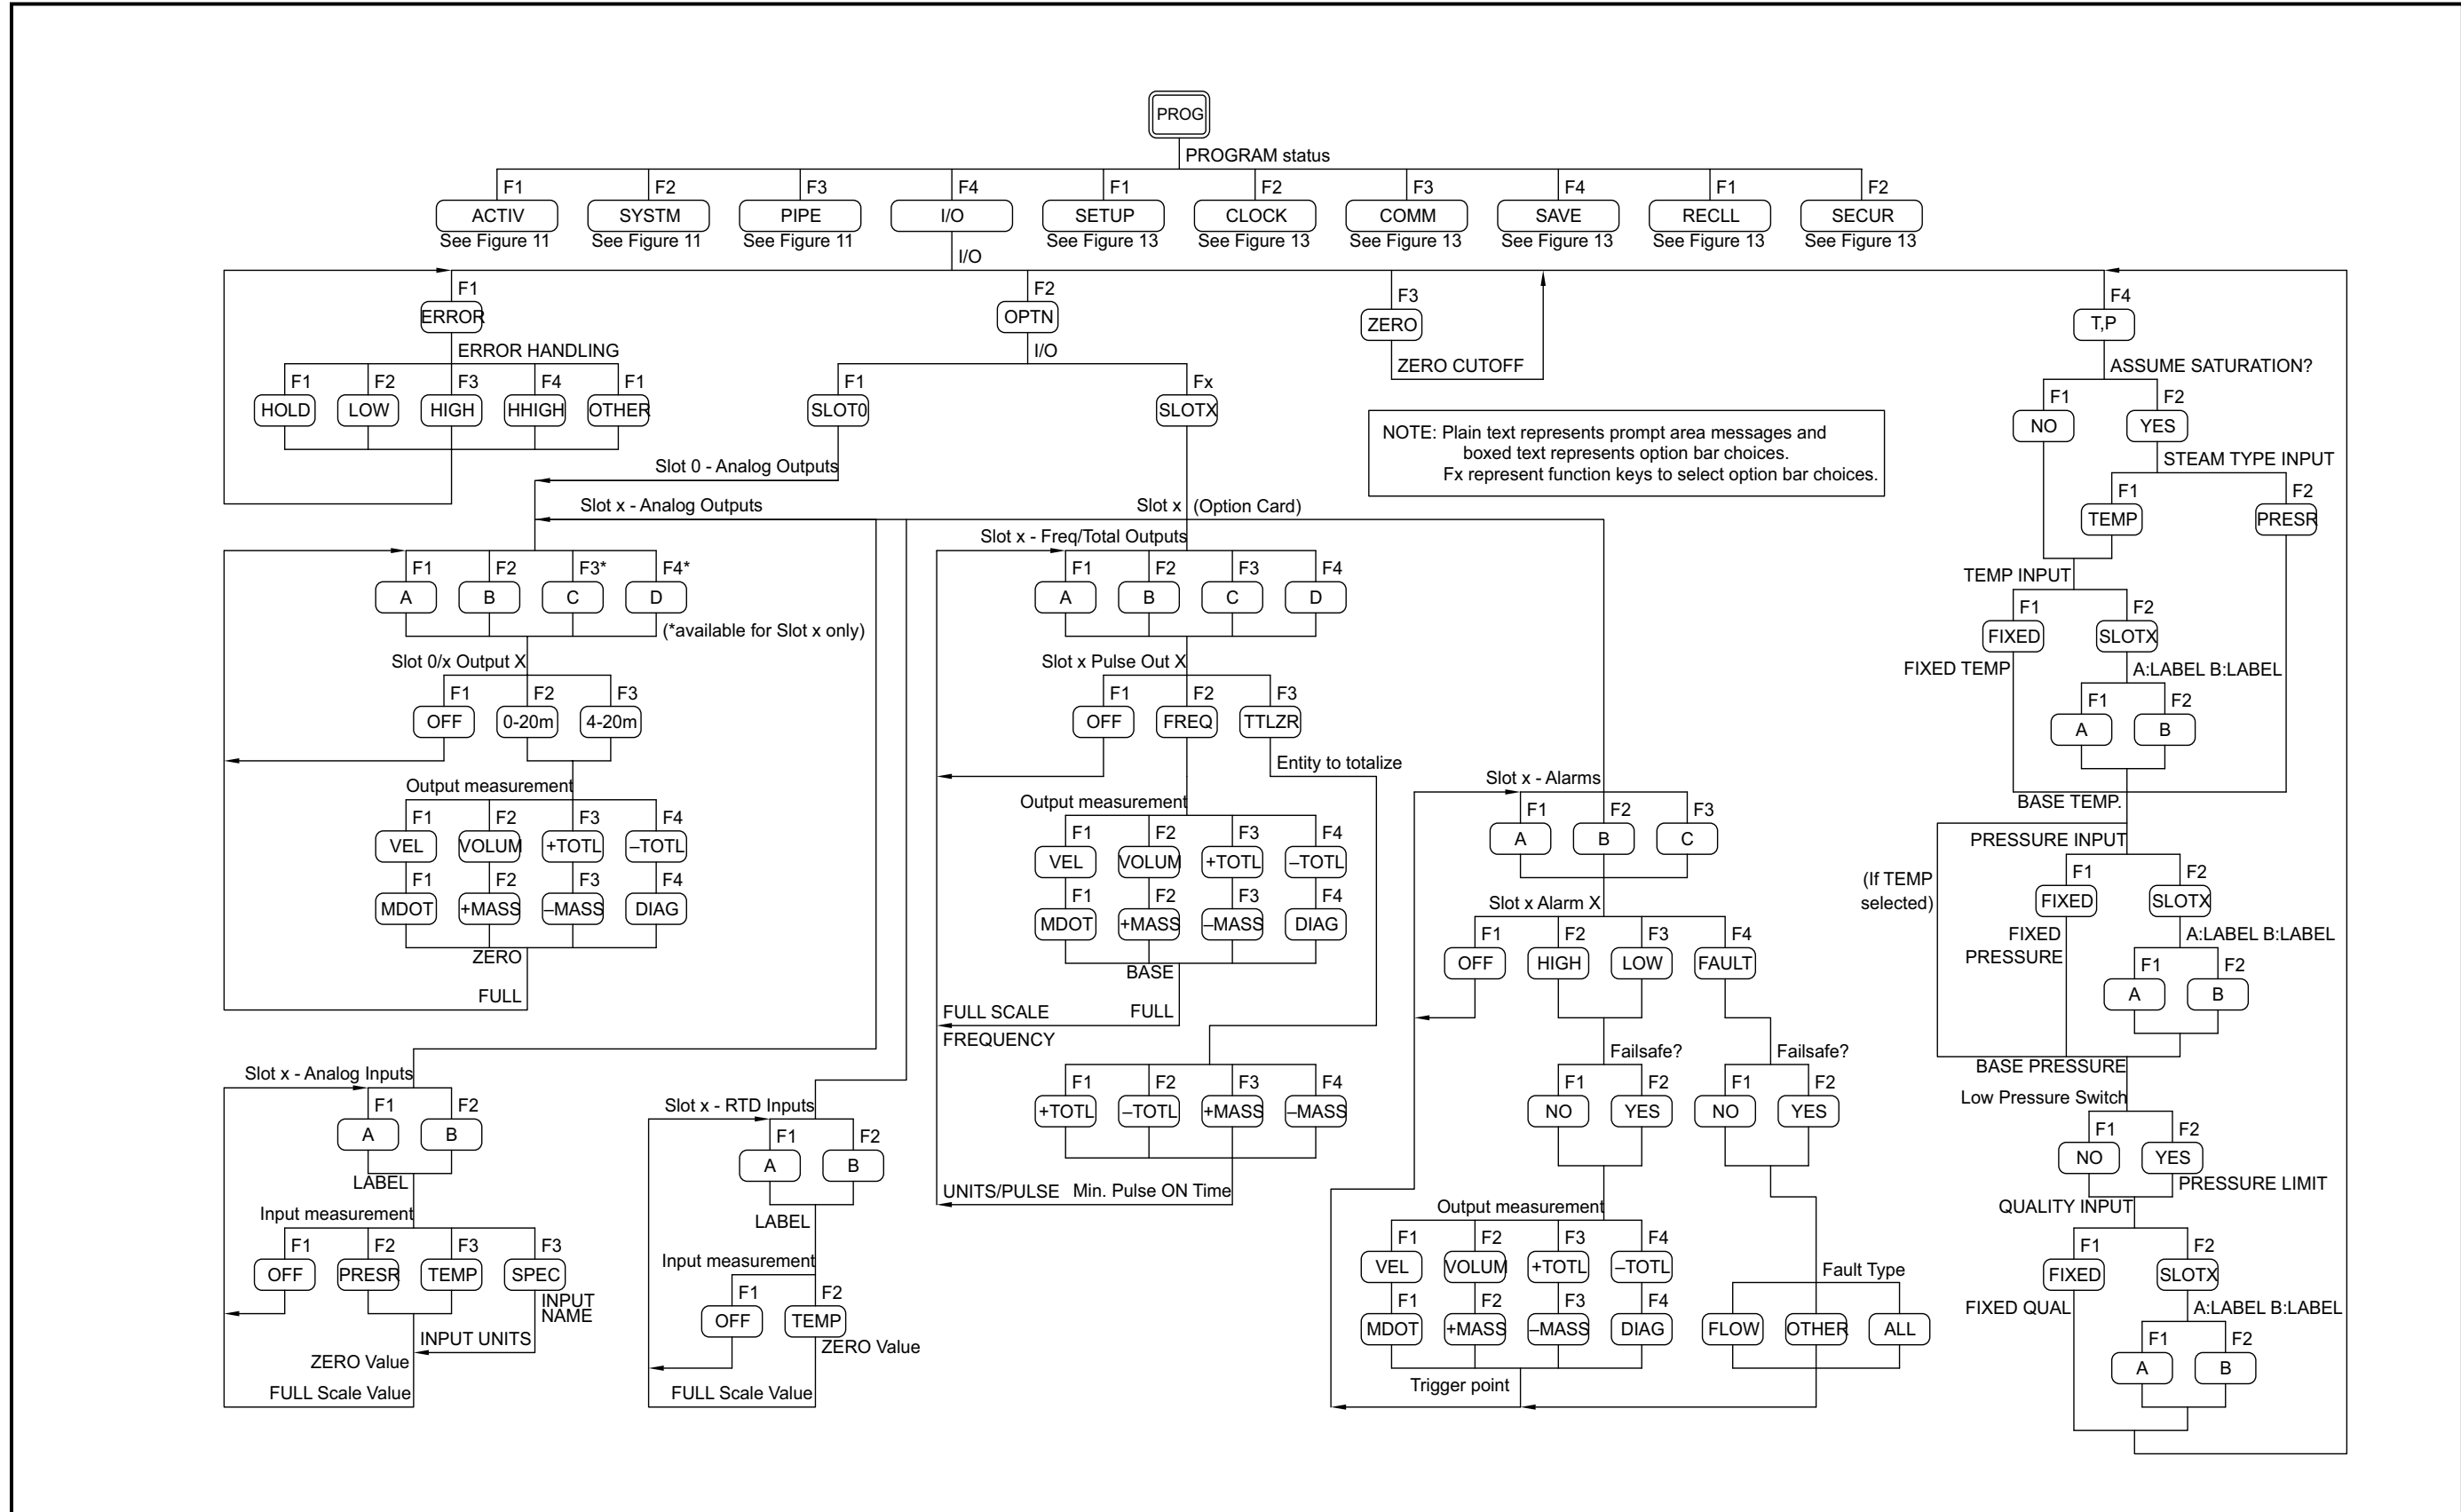 PROG
PROGRAM status
F1 F2 F3 F4 F1 F2 F3 F4 F1 F2
ACTIV SYSTM PIPE I/O SETUP CLOCK COMM SAVE RECLL SECUR
See Figure 11 See Figure 11 See Figure 11 See Figure 13 See Figure 13 See Figure 13 See Figure 13 See Figure 13 See Figure 13
I/O
F1 F2 F3 F4
ERROR OPTN ZERO T,P
ERROR HANDLING
F1 F2 F3 F4 F1
HOLD LOW HIGH HHIGH OTHER
I/O
F1 Fx
SLOT0 SLOTX
ZERO CUTOFF
NOTE: Plain text represents prompt area messages and
boxed text represents option bar choices.
Fx represent function keys to select option bar choices.
Slot 0 - Analog Outputs
Slot x - Analog Outputs
Slot x (Option Card)
F1 F2 F3* F4*
A B C D
(*available for Slot x only)
Slot 0/x Output X
F1 F2 F3
OFF 0-20m 4-20m
Output measurement
F1 F2 F3 F4
VEL VOLUM +TOTL –TOTL
F1 F2 F3 F4
MDOT +MASS –MASS DIAG
ZERO
FULL
Slot x - Analog Inputs
F1 F2
A B
LABEL
Input measurement
F1 F2 F3 F3
OFF PRESR TEMP SPEC
INPUT
NAME
INPUT UNITS
ZERO Value
FULL Scale Value
Slot x - RTD Inputs
F1 F2
A B
LABEL
Input measurement
F1 F2
OFF TEMP
ZERO Value
FULL Scale Value
Slot x - Freq/Total Outputs
F1 F2 F3 F4
A B C D
Slot x Pulse Out X
F1 F2 F3
OFF FREQ TTLZR
Entity to totalize
Output measurement
F1 F2 F3 F4
VEL VOLUM +TOTL –TOTL
F1 F2 F3 F4
MDOT +MASS –MASS DIAG
BASE
FULL SCALE FULL
FREQUENCY
F1 F2 F3 F4
+TOTL –TOTL +MASS –MASS
UNITS/PULSE Min. Pulse ON Time
Slot x - Alarms
F1 F2 F3
A B C
Slot x Alarm X
F1 F2 F3 F4
OFF HIGH LOW FAULT
Failsafe? Failsafe?
F1 F2 F1 F2
NO YES NO YES
Output measurement
F1 F2 F3 F4
VEL VOLUM +TOTL –TOTL
F1 F2 F3 F4
MDOT +MASS –MASS DIAG
Trigger point
Fault Type
FLOW OTHER ALL
ASSUME SATURATION?
F1 F2
NO YES
STEAM TYPE INPUT
F1 F2
TEMP PRESR
TEMP INPUT
F1 F2
FIXED SLOTX
FIXED TEMP A:LABEL B:LABEL
F1 F2
A B
BASE TEMP.
PRESSURE INPUT
(If TEMP
selected)
F1 F2
FIXED SLOTX
FIXED A:LABEL B:LABEL
PRESSURE
F1 F2
A B
BASE PRESSURE
Low Pressure Switch
F1 F2
NO YES
PRESSURE LIMIT
QUALITY INPUT
F1 F2
FIXED SLOTX
FIXED QUAL A:LABEL B:LABEL
F1 F2
A B